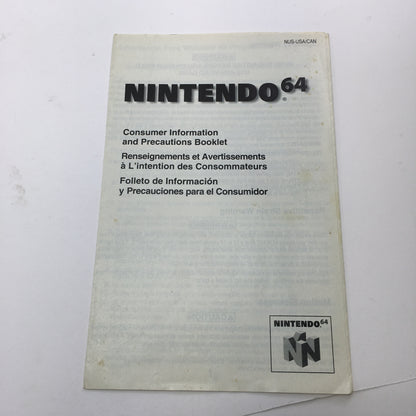 NUS-USA/CAN
NINTENDO64
Consumer Information
and Precautions Booklet
Renseignements et Avertissements
à L'intention des Consommateurs
Folleto de Información
y Precauciones para el Consumidor
NINTENDO64